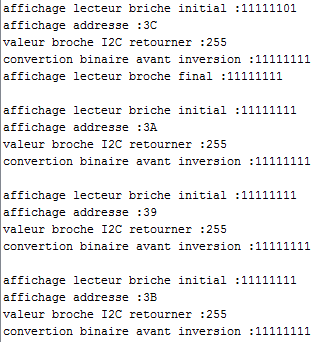 affichage lecteur briche initial :11111101
affichage addresse :3C
valeur broche I2C retourner :255
convertion binaire avant inversion :11111111
affichage lecteur broche final :11111111
affichage lecteur briche initial :11111111
affichage addresse :3A
valeur broche I2C retourner :255
convertion binaire avant inversion :11111111
affichage lecteur briche initial :11111111
affichage addresse :39
valeur broche I2C retourner :255
convertion binaire avant inversion :11111111
affichage lecteur briche initial :11111111
affichage addresse :3B
valeur broche I2C retourner :255
convertion binaire avant inversion :11111111